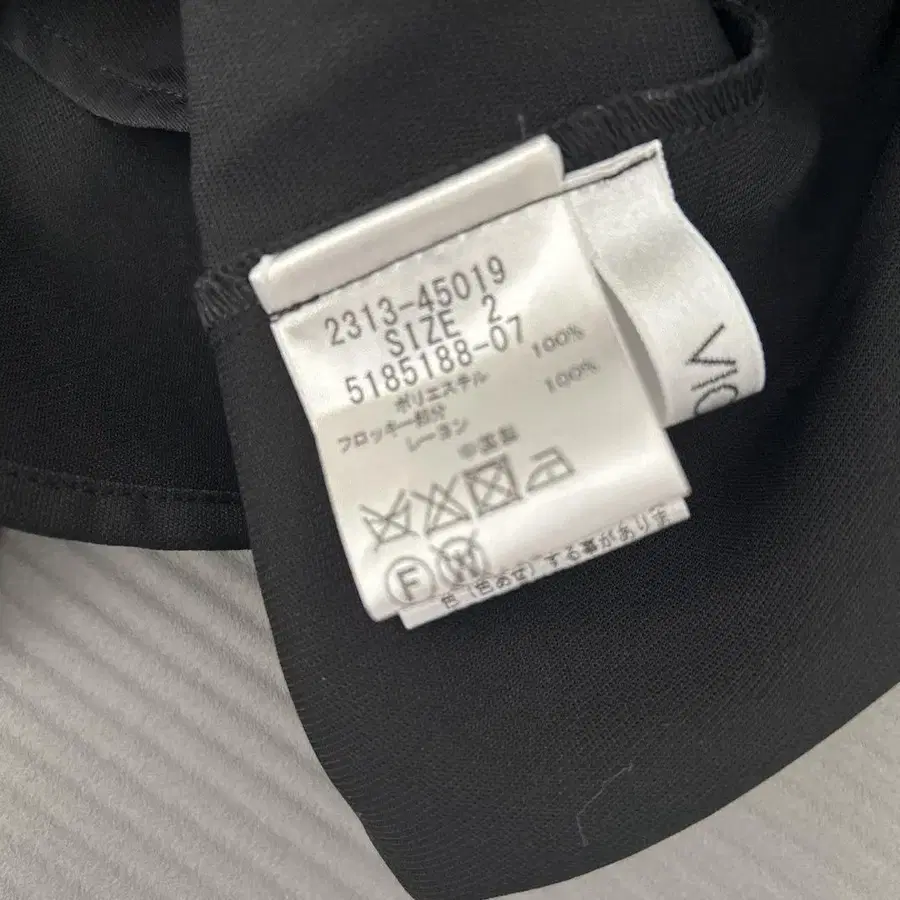 2313-45019
SIZE 2
5185188-07
ポリエステル 100%
フロッキー部分
レーヨン 100%
中国製
F W
色(色あせ)する事がありま
VIC